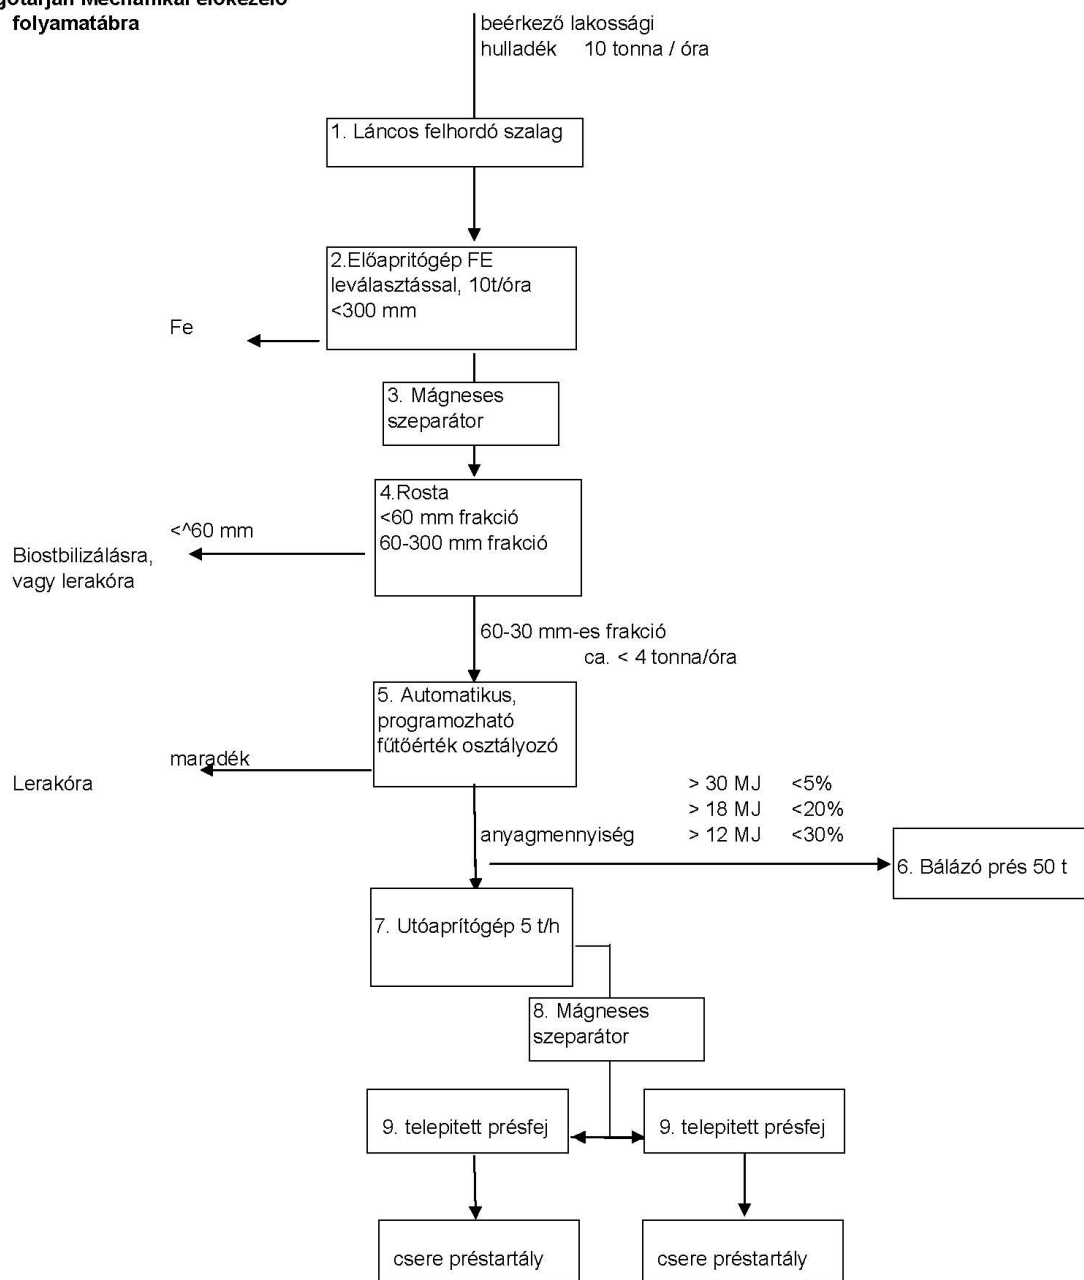 Mechanikai előkezelő
folyamatábra
beérkező lakossági
hulladék 10 tonna / óra
1. Láncos felhordó szalag
2.Előapritógép FE
leválasztással, 10t/óra
<300 mm
Fe
3. Mágneses
szeparátor
4.Rosta
<60 mm frakció
60-300 mm frakció
<^60 mm
Biostbilizálásra,
vagy lerakóra
60-30 mm-es frakció
ca. < 4 tonna/óra
5. Automatikus,
programozható
fűtőérték osztályozó
maradék
Lerakóra
> 30 MJ <5%
> 18 MJ <20%
> 12 MJ <30%
anyagmennyiség
6. Bálázó prés 50 t
7. Utóaprítógép 5 t/h
8. Mágneses
szeparátor
9. telepitett présfej
9. telepitett présfej
csere préstartály
csere préstartály